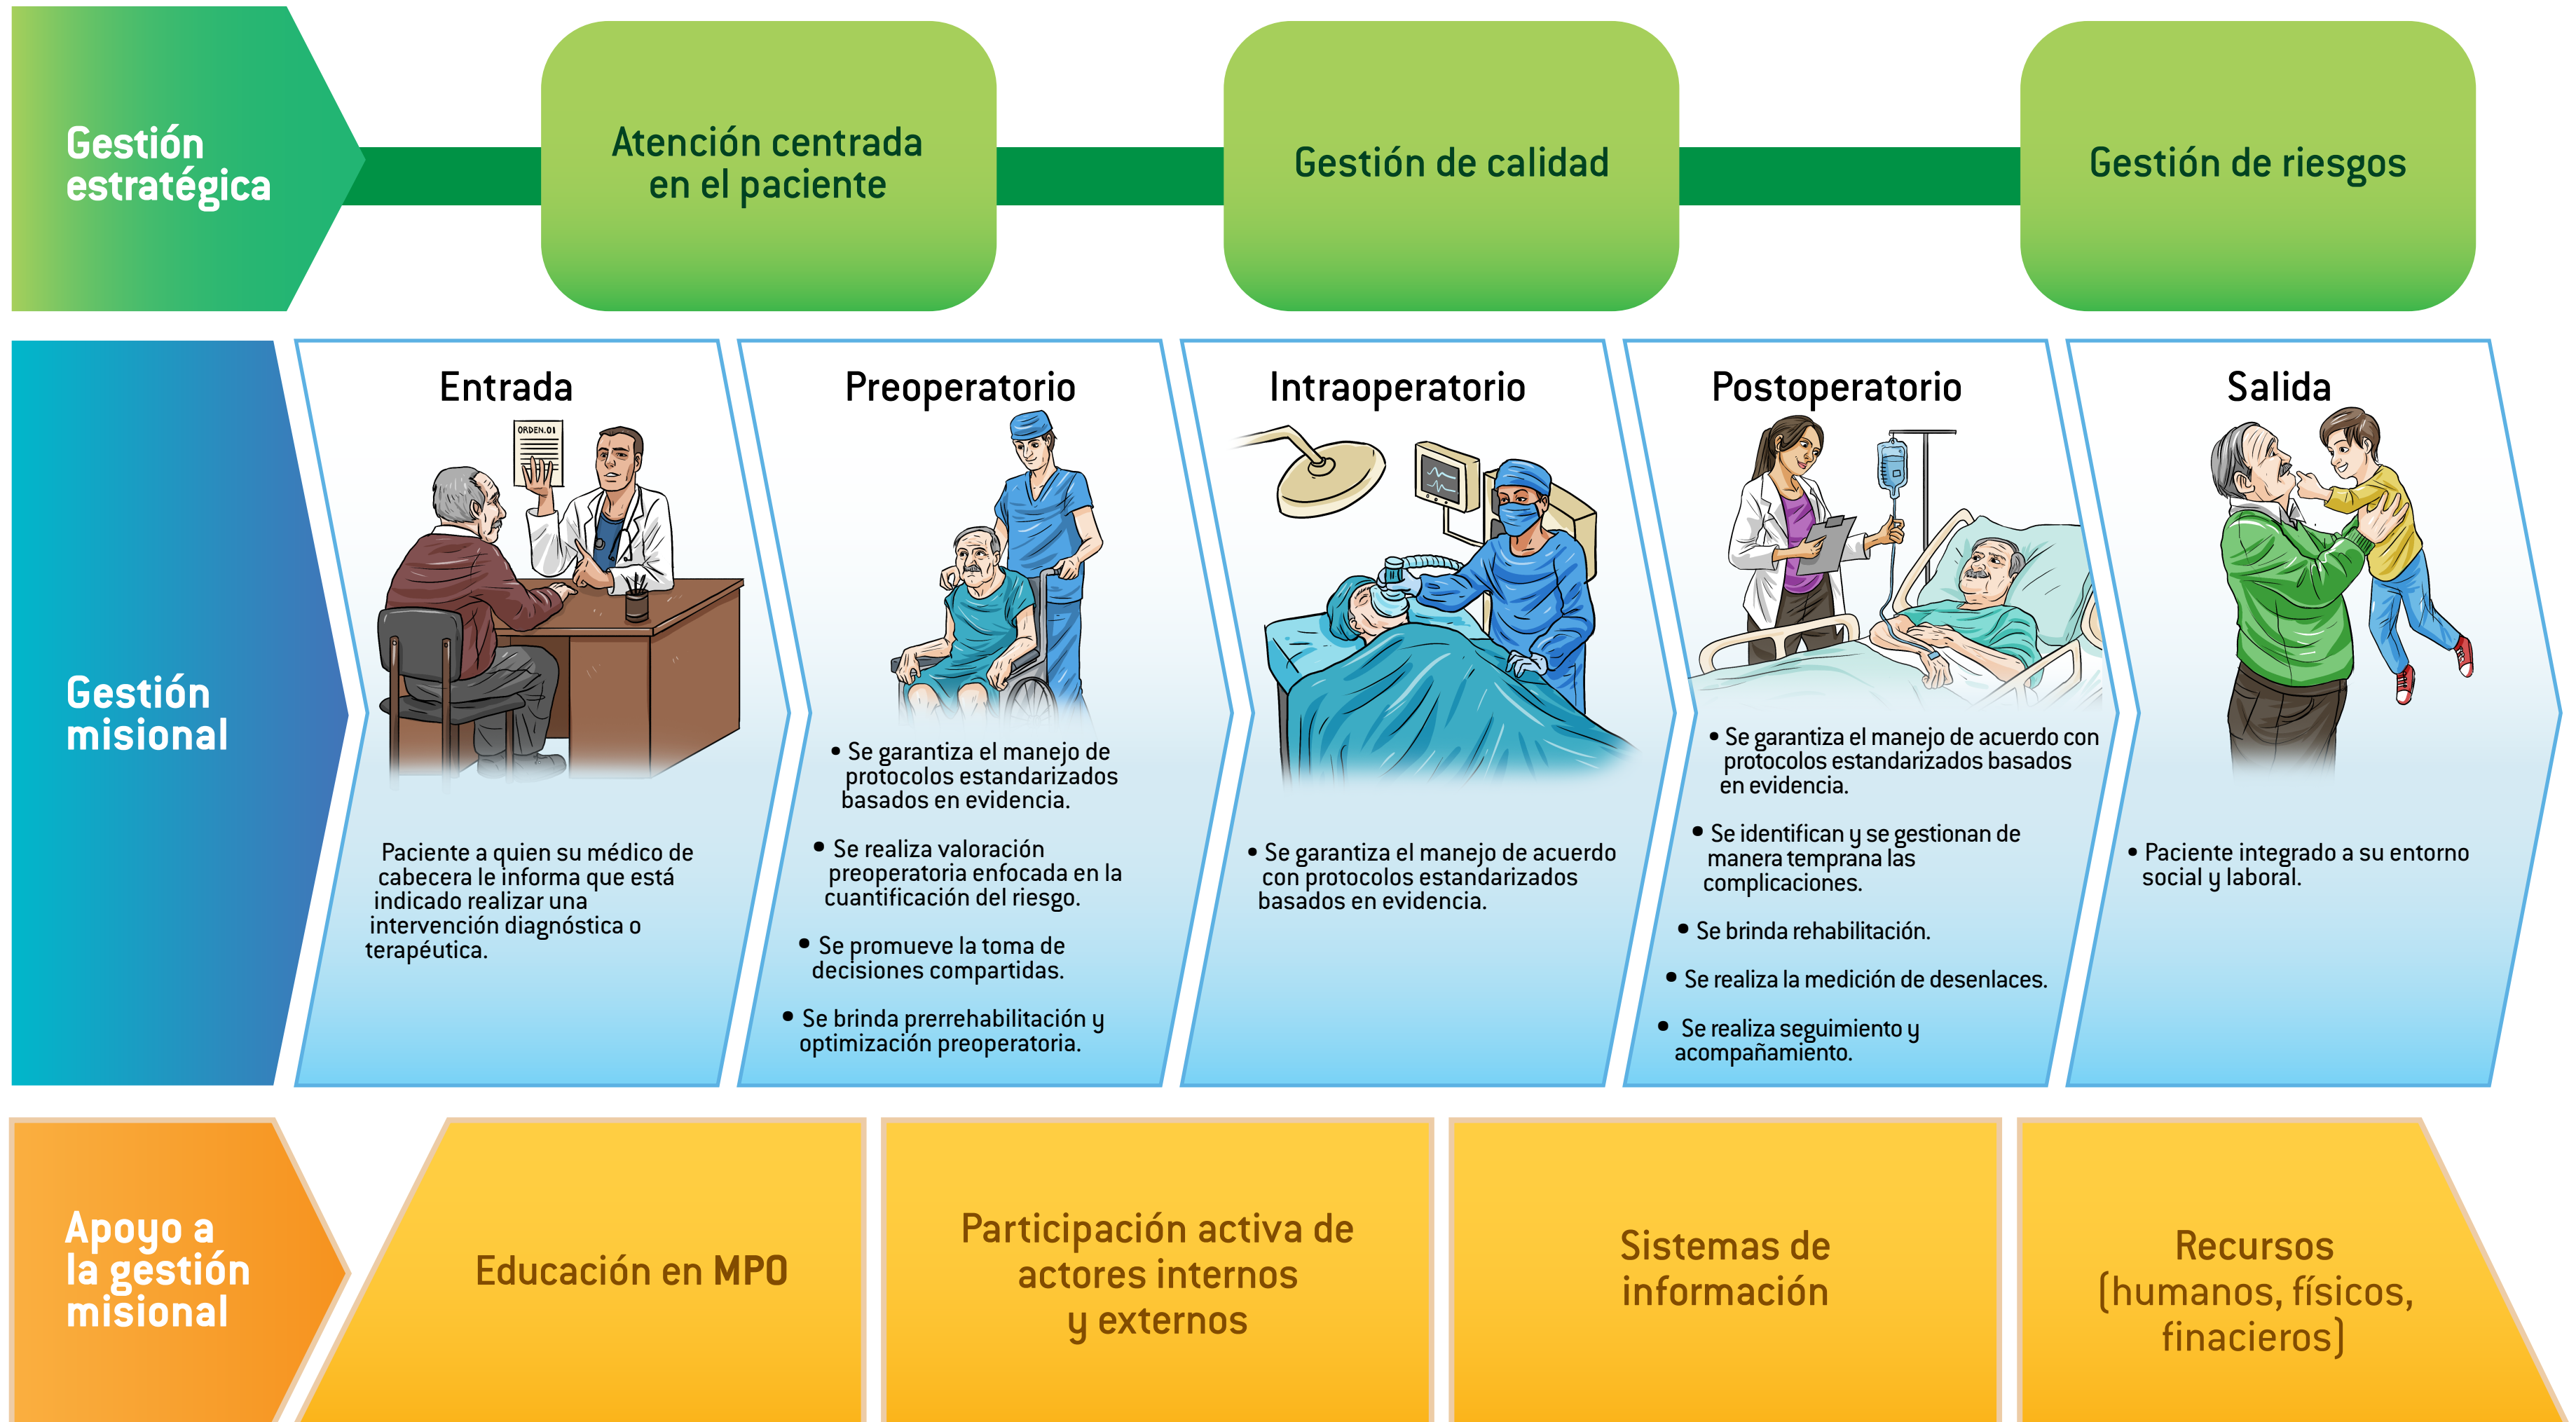 Gestión
estratégica
Atención centrada
en el paciente
Gestión de calidad
Gestión de riesgos
Gestión
misional
Entrada
ORDEN.01
Paciente a quien su médico de
cabecera le informa que está
indicado realizar una
intervención diagnóstica o
terapéutica.
Preoperatorio
• Se garantiza el manejo de
protocolos estandarizados
basados en evidencia.
• Se realiza valoración
preoperatoria enfocada en la
cuantificación del riesgo.
• Se promueve la toma de
decisiones compartidas.
• Se brinda prerrehabilitación y
optimización preoperatoria.
Intraoperatorio
• Se garantiza el manejo de acuerdo
con protocolos estandarizados
basados en evidencia.
Postoperatorio
• Se garantiza el manejo de acuerdo con
protocolos estandarizados basados
en evidencia.
• Se identifican y se gestionan de
manera temprana las
complicaciones.
• Se brinda rehabilitación.
• Se realiza la medición de desenlaces.
• Se realiza seguimiento y
acompañamiento.
Salida
• Paciente integrado a su entorno
social y laboral.
Apoyo a
la gestión
misional
Educación en MPO
Participación activa de
actores internos
y externos
Sistemas de
información
Recursos
(humanos, físicos,
finacieros)